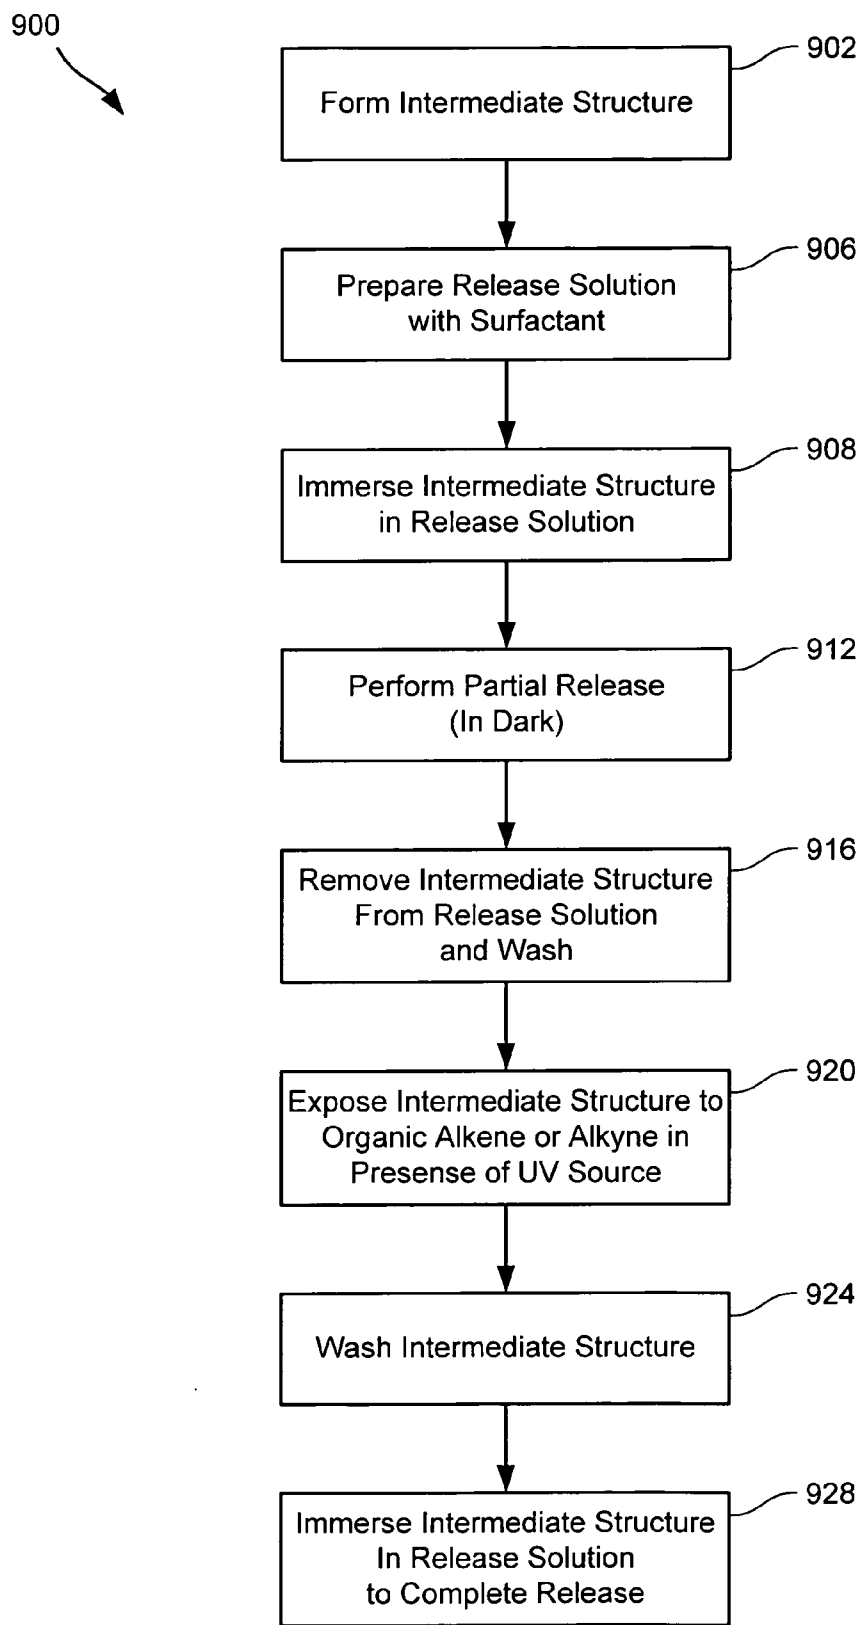 900
902
Form Intermediate Structure
906
Prepare Release Solution
with Surfactant
908
Immerse Intermediate Structure
in Release Solution
912
Perform Partial Release
(In Dark)
916
Remove Intermediate Structure
From Release Solution
and Wash
920
Expose Intermediate Structure to
Organic Alkene or Alkyne in
Presense of UV Source
924
Wash Intermediate Structure
928
Immerse Intermediate Structure
In Release Solution
to Complete Release